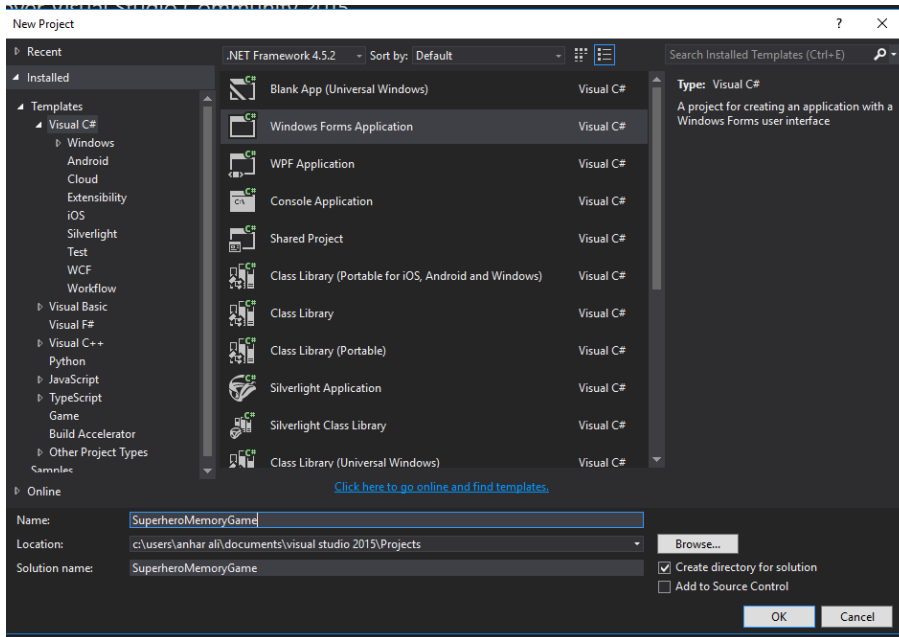 over Visual Studio Community 2015
New Project ? ×
Recent
Installed
Templates
Visual C#
Windows
Android
Cloud
Extensibility
iOS
Silverlight
Test
WCF
Workflow
Visual Basic
Visual F#
Visual C++
Python
JavaScript
TypeScript
Game
Build Accelerator
Other Project Types
Samples
Online
.NET Framework 4.5.2 Sort by: Default
Blank App (Universal Windows) Visual C#
Windows Forms Application Visual C#
WPF Application Visual C#
Console Application Visual C#
Shared Project Visual C#
Class Library (Portable for iOS, Android and Windows) Visual C#
Class Library Visual C#
Class Library (Portable) Visual C#
Silverlight Application Visual C#
Silverlight Class Library Visual C#
Class Library (Universal Windows) Visual C#
Click here to go online and find templates.
Search Installed Templates (Ctrl+E)
Type: Visual C#
A project for creating an application with a
Windows Forms user interface
Name: SuperheroMemoryGame
Location: c:\users\anhar ali\documents\visual studio 2015\Projects Browse...
Solution name: SuperheroMemoryGame
Create directory for solution
Add to Source Control
OK Cancel